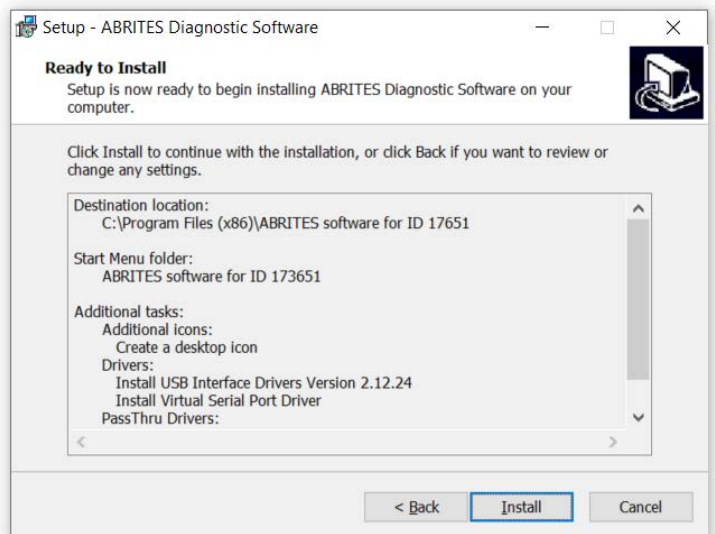 Setup - ABRITES Diagnostic Software
Ready to Install
Setup is now ready to begin installing ABRITES Diagnostic Software on your
computer.
Click Install to continue with the installation, or click Back if you want to review or
change any settings.
Destination location:
C:\Program Files (x86)\ABRITES software for ID 17651
Start Menu folder:
ABRITES software for ID 173651
Additional tasks:
Additional icons:
Create a desktop icon
Drivers:
Install USB Interface Drivers Version 2.12.24
Install Virtual Serial Port Driver
PassThru Drivers:
< Back
Install
Cancel